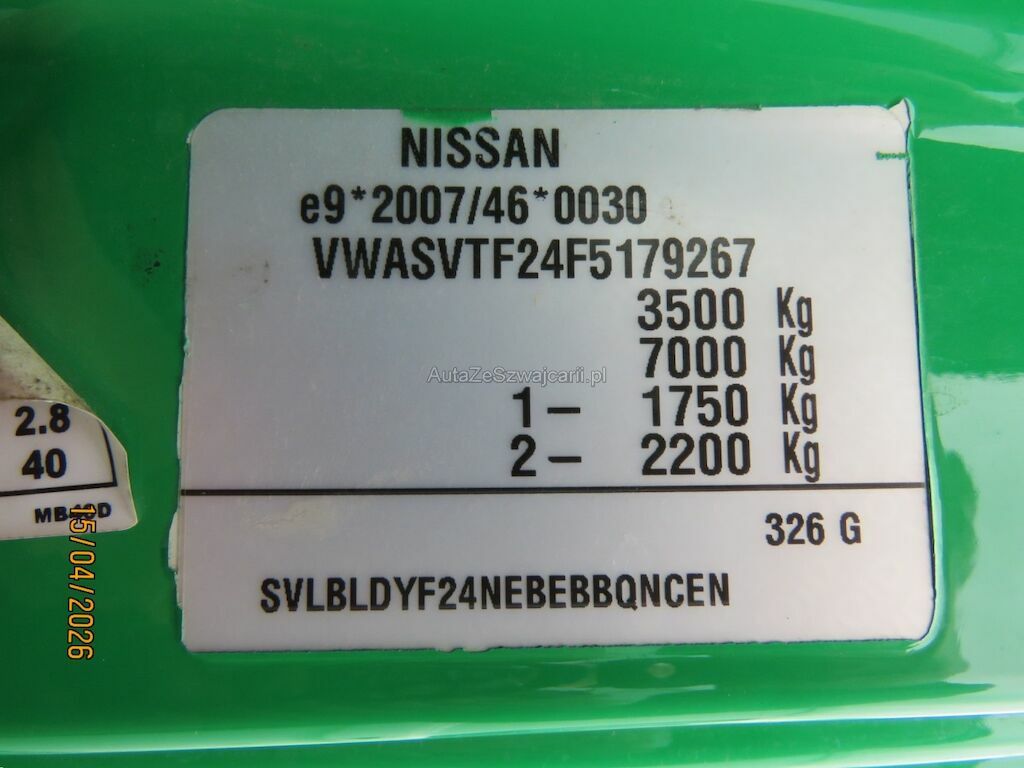 NISSAN
e9*2007/46*0030
VWASVTF24F5179267
3500 Kg
7000 Kg
1- 1750 Kg
2- 2200 Kg
326 G
SVLBLDYF24NEBEBBQNCEN
AutaZeSzwajcarii.pl
2.8
40
15/04/2026